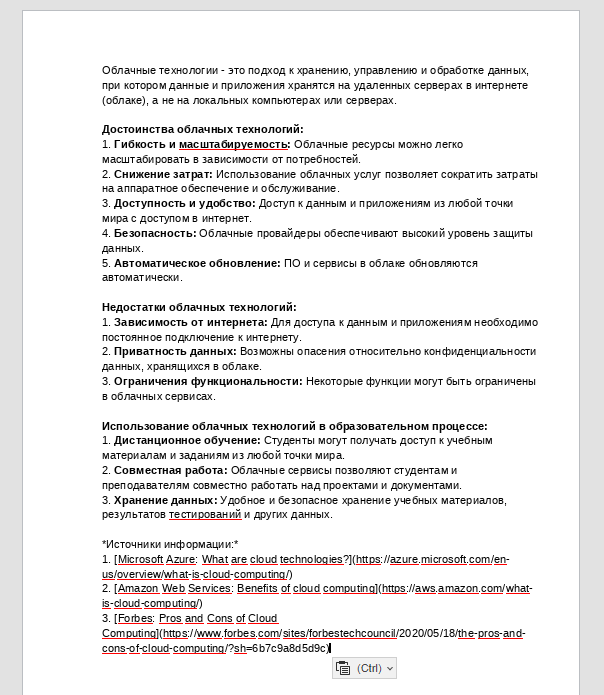 Облачные технологии - это подход к хранению, управлению и обработке данных,
при котором данные и приложения хранятся на удаленных серверах в интернете
(облаке), а не на локальных компьютерах или серверах.
Достоинства облачных технологий:
1. Гибкость и масштабируемость: Облачные ресурсы можно легко
масштабировать в зависимости от потребностей.
2. Снижение затрат: Использование облачных услуг позволяет сократить затраты
на аппаратное обеспечение и обслуживание.
3. Доступность и удобство: Доступ к данным и приложениям из любой точки
мира с доступом в интернет.
4. Безопасность: Облачные провайдеры обеспечивают высокий уровень защиты
данных.
5. Автоматическое обновление: ПО и сервисы в облаке обновляются
автоматически.
Недостатки облачных технологий:
1. Зависимость от интернета: Для доступа к данным и приложениям необходимо
постоянное подключение к интернету.
2. Приватность данных: Возможны опасения относительно конфиденциальности
данных, хранящихся в облаке.
3. Ограничения функциональности: Некоторые функции могут быть ограничены
в облачных сервисах.
Использование облачных технологий в образовательном процессе:
1. Дистанционное обучение: Студенты могут получать доступ к учебным
материалам и заданиям из любой точки мира.
2. Совместная работа: Облачные сервисы позволяют студентам и
преподавателям совместно работать над проектами и документами.
3. Хранение данных: Удобное и безопасное хранение учебных материалов,
результатов тестирований и других данных.
*Источники информации:*
1. [Microsoft Azure: What are cloud technologies?](https://azure.microsoft.com/en-
us/overview/what-is-cloud-computing/)
2. [Amazon Web Services: Benefits of cloud computing](https://aws.amazon.com/what-
is-cloud-computing/)
3. [Forbes: Pros and Cons of Cloud
Computing](https://www.forbes.com/sites/forbestechcouncil/2020/05/18/the-pros-and-
cons-of-cloud-computing/?sh=6b7c9a8d5d9c)
(Ctrl)